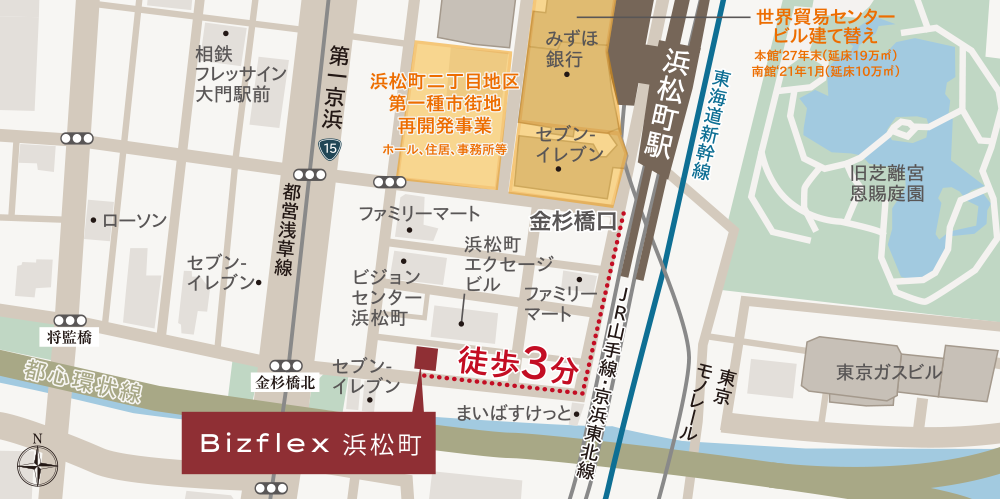 世界貿易センター
ビル建て替え
本館'27年末(延床19万㎡)
南館'21年1月(延床10万㎡)
相鉄
フレッサイン
大門駅前
第一京浜
15
浜松町二丁目地区
第一種市街地
再開発事業
ホール、住居、事務所等
みずほ
銀行
セブン-
イレブン
浜松町駅
東海道新幹線
旧芝離宮
恩賜庭園
ローソン
都営浅草線
ファミリーマート
金杉橋口
セブン-
イレブン
ビジョン
センター
浜松町
浜松町
エクセージ
ビル
ファミリー
マート
JR山手線・京浜東北線
将監橋
金杉橋北
セブン-
イレブン
徒歩3分
まいばすけっと
東京
モノレール
東京ガスビル
都心環状線
Bizflex 浜松町
N